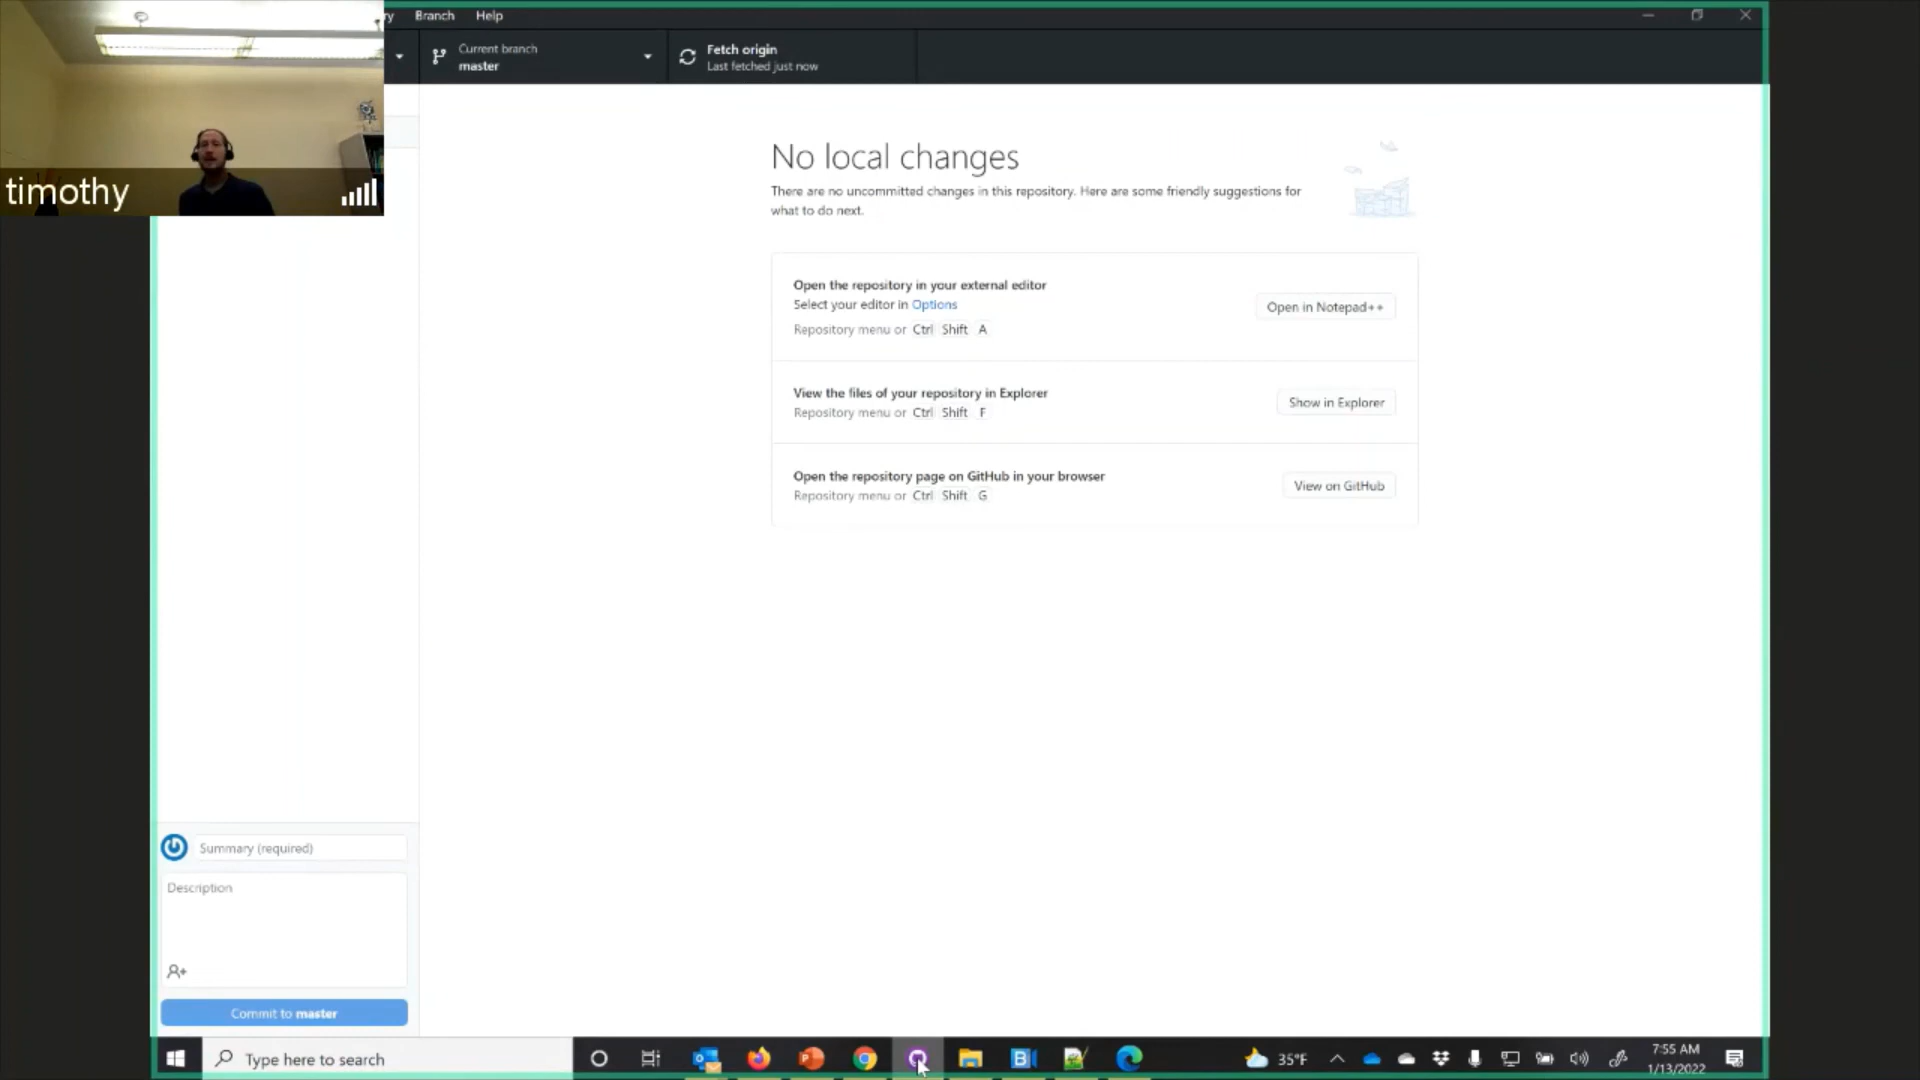 y Branch Help
Current branch
master
Fetch origin
Last fetched just now
timothy
No local changes
There are no uncommitted changes in this repository. Here are some friendly suggestions for
what to do next.
Open the repository in your external editor
Select your editor in Options
Repository menu or Ctrl Shift A
Open in Notepad++
View the files of your repository in Explorer
Repository menu or Ctrl Shift F
Show in Explorer
Open the repository page on GitHub in your browser
Repository menu or Ctrl Shift G
View on GitHub
Summary (required)
Description
Commit to master
Type here to search
35°F
7:55 AM
1/13/2022